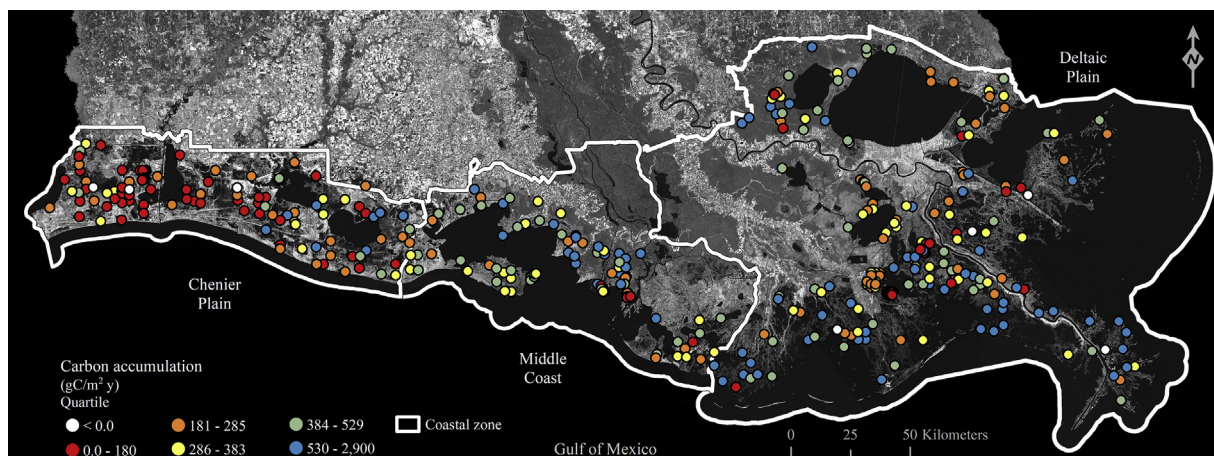 N
Deltaic
Plain
Chenier
Plain
Middle
Coast
Carbon accumulation
(gC/m² y)
Quartile
< 0.0
181 - 285
384 - 529
Coastal zone
0.0 - 180
286 - 383
530 - 2,900
Gulf of Mexico
0 25 50 Kilometers